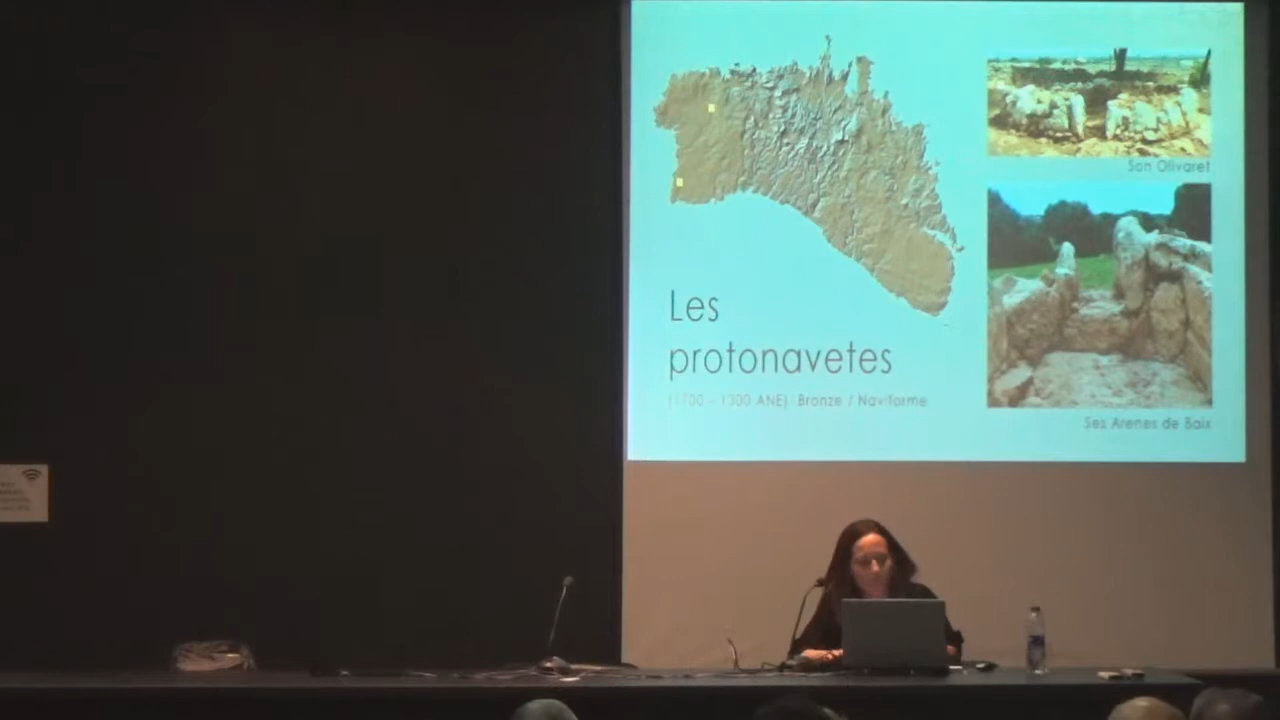 Son Olivaret
Les
protonavetes
(1700 - 1300 ANE) Bronze / Naviforme
Ses Arenes de Baix